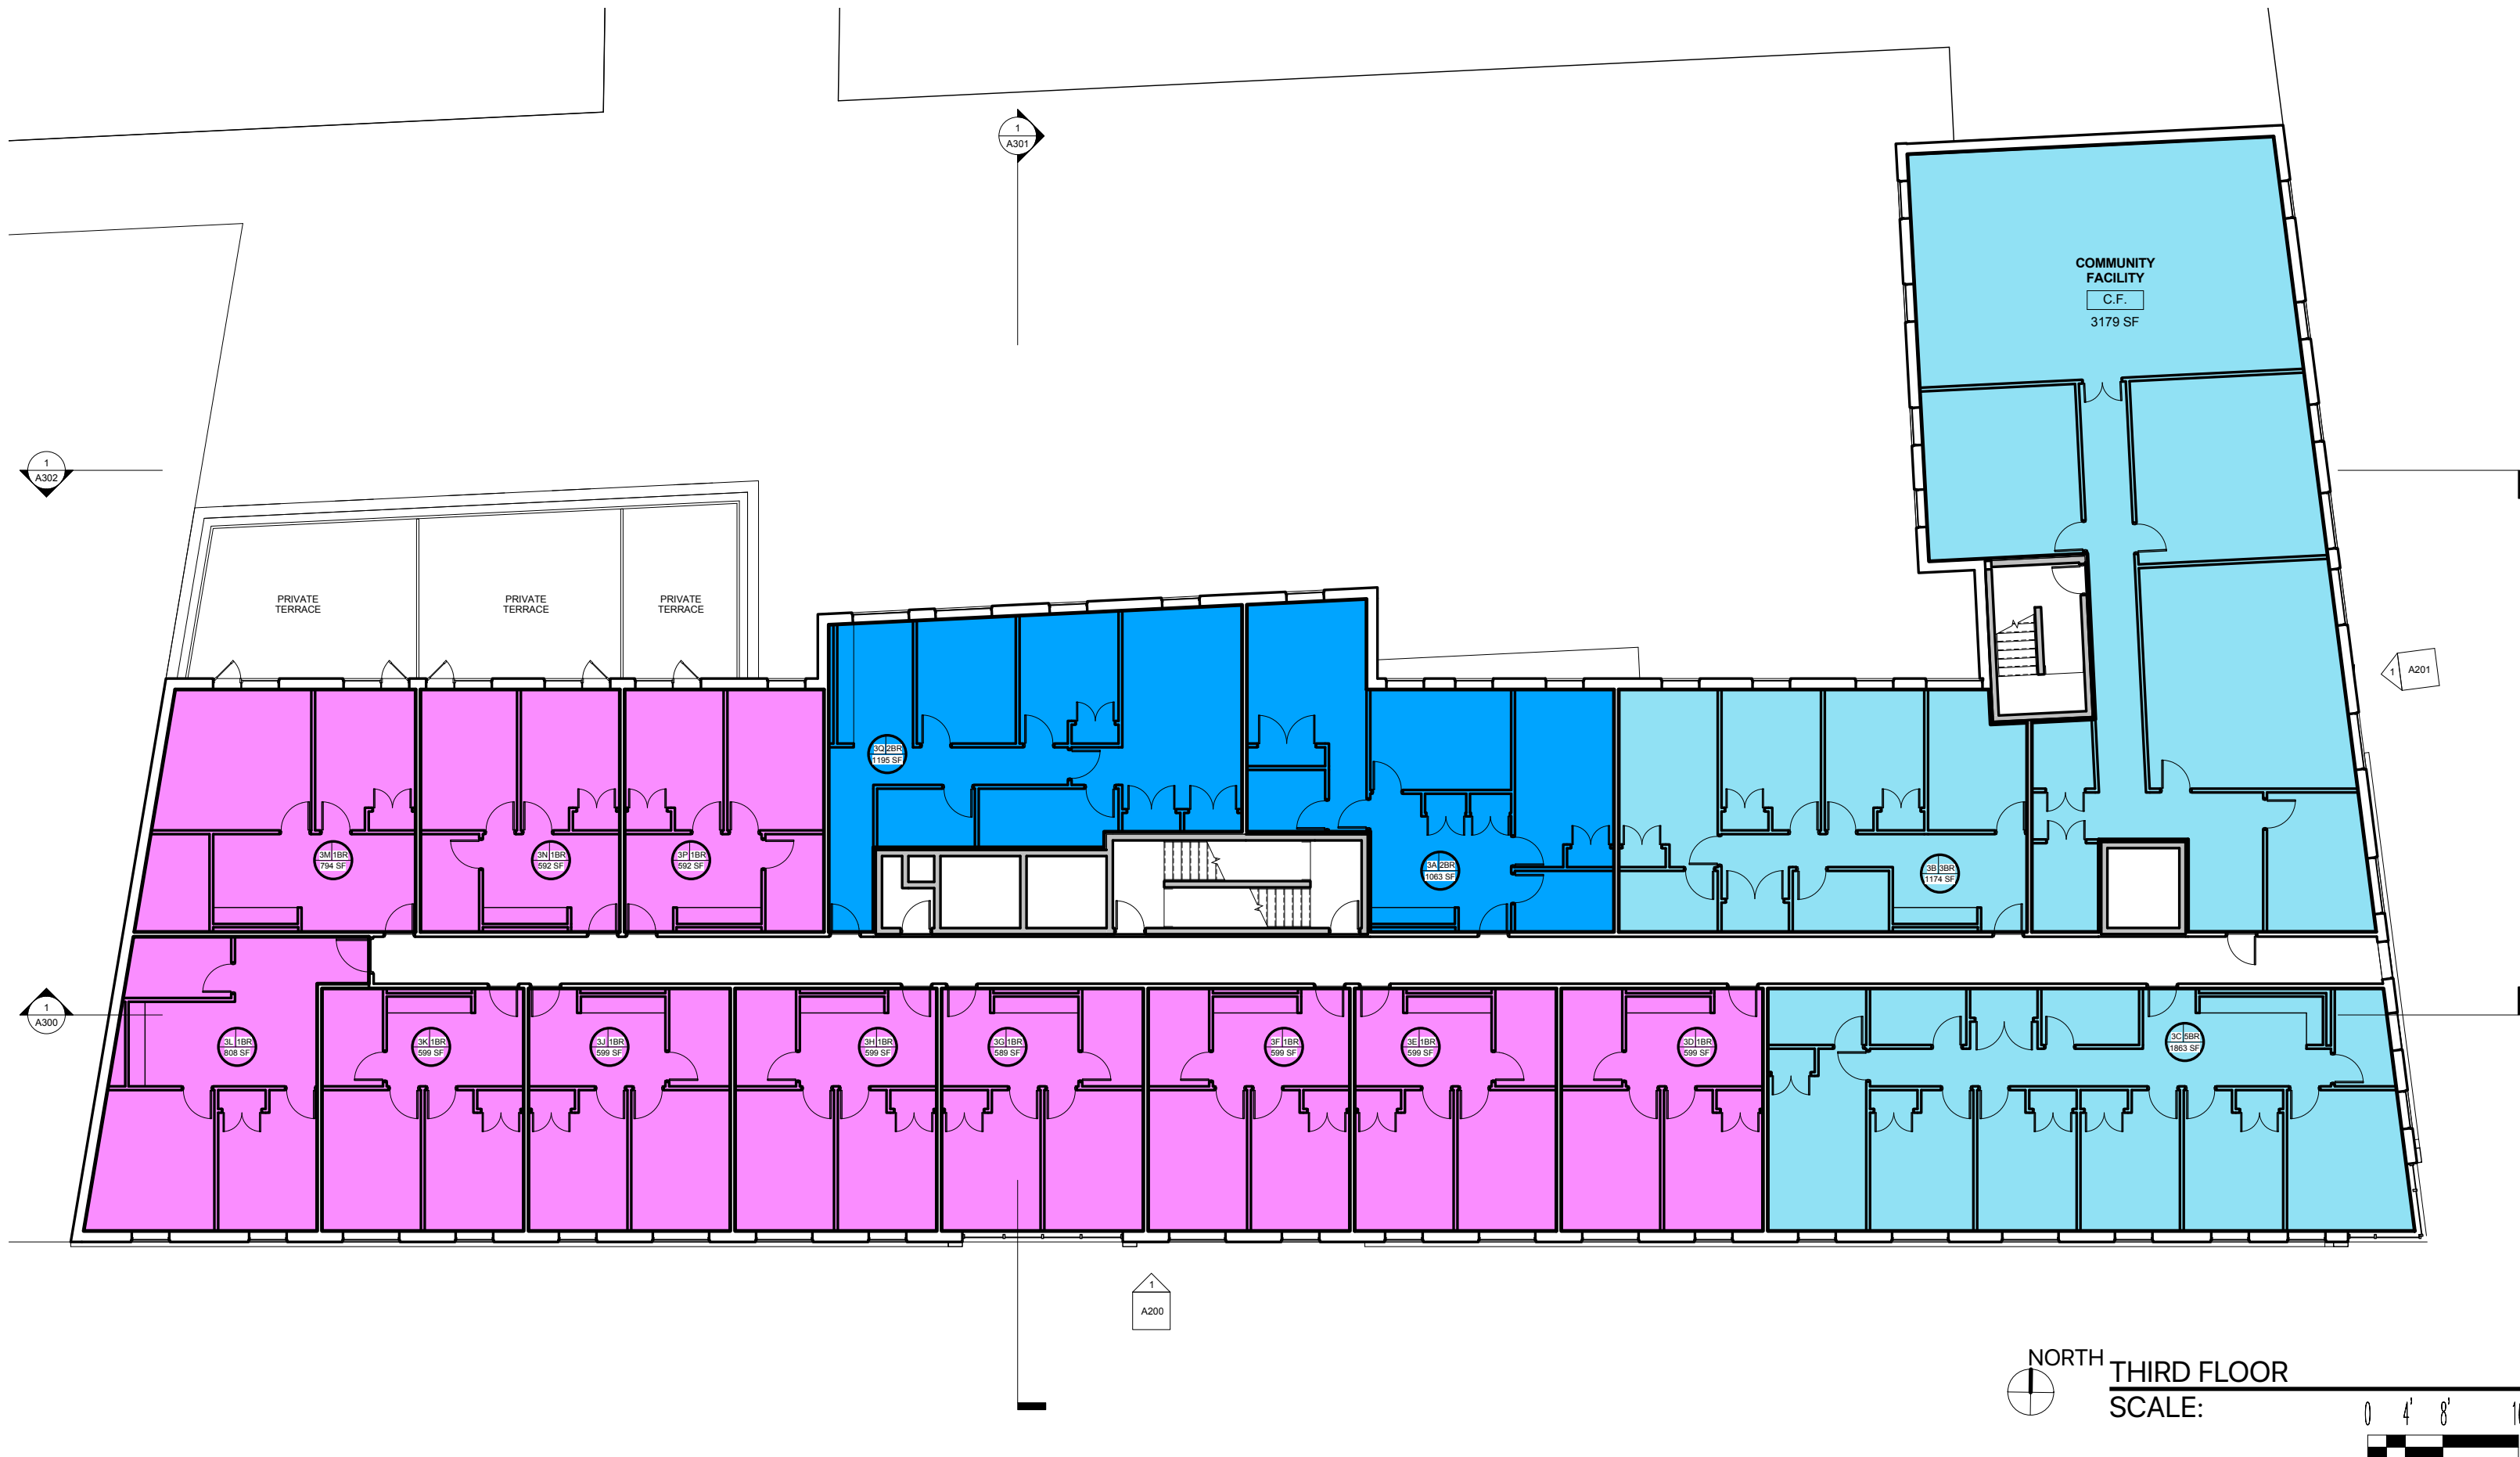 1
A301
COMMUNITY
FACILITY
C.F.
3179 SF
1
A302
PRIVATE
TERRACE
PRIVATE
TERRACE
PRIVATE
TERRACE
1
A201
3Q 2BR
1195 SF
3M 1BR
794 SF
3N 1BR
592 SF
3P 1BR
592 SF
3A 2BR
1063 SF
3B 3BR
1174 SF
1
A300
3L 1BR
808 SF
3K 1BR
599 SF
3J 1BR
599 SF
3H 1BR
599 SF
3G 1BR
589 SF
3F 1BR
599 SF
3E 1BR
599 SF
3D 1BR
599 SF
3C 5BR
1863 SF
1
A200
NORTH
THIRD FLOOR
SCALE:
0 4' 8'